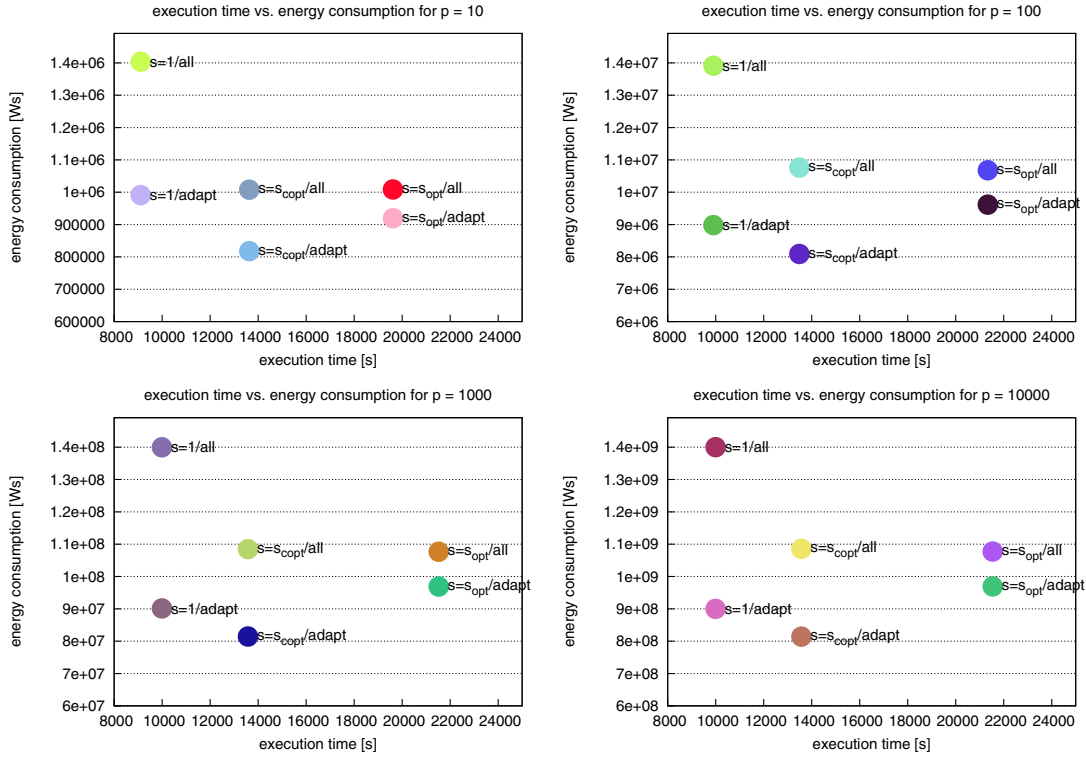 execution time vs. energy consumption for p = 10
energy consumption [Ws]
1.4e+06
1.3e+06
1.2e+06
1.1e+06
1e+06
900000
800000
700000
600000
s=1/all
s=1/adapt
s=s_copt/all
s=s_copt/adapt
s=s_opt/all
s=s_opt/adapt
8000 10000 12000 14000 16000 18000 20000 22000 24000
execution time [s]
execution time vs. energy consumption for p = 100
energy consumption [Ws]
1.4e+07
1.3e+07
1.2e+07
1.1e+07
1e+07
9e+06
8e+06
7e+06
6e+06
s=1/all
s=s_copt/all
s=s_opt/all
s=s_opt/adapt
s=1/adapt
s=s_copt/adapt
8000 10000 12000 14000 16000 18000 20000 22000 24000
execution time [s]
execution time vs. energy consumption for p = 1000
energy consumption [Ws]
1.4e+08
1.3e+08
1.2e+08
1.1e+08
1e+08
9e+07
8e+07
7e+07
6e+07
s=1/all
s=s_copt/all
s=s_opt/all
s=s_opt/adapt
s=1/adapt
s=s_copt/adapt
8000 10000 12000 14000 16000 18000 20000 22000 24000
execution time [s]
execution time vs. energy consumption for p = 10000
energy consumption [Ws]
1.4e+09
1.3e+09
1.2e+09
1.1e+09
1e+09
9e+08
8e+08
7e+08
6e+08
s=1/all
s=s_copt/all
s=s_opt/all
s=s_opt/adapt
s=1/adapt
s=s_copt/adapt
8000 10000 12000 14000 16000 18000 20000 22000 24000
execution time [s]